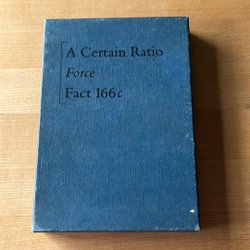 A Certain Ratio
Force
Fact 166c